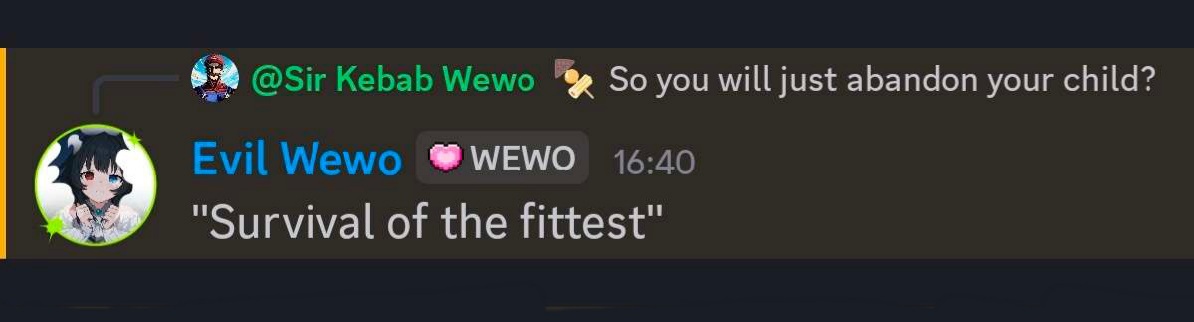 @Sir Kebab Wewo So you will just abandon your child?
Evil Wewo WEWO 16:40
"Survival of the fittest"